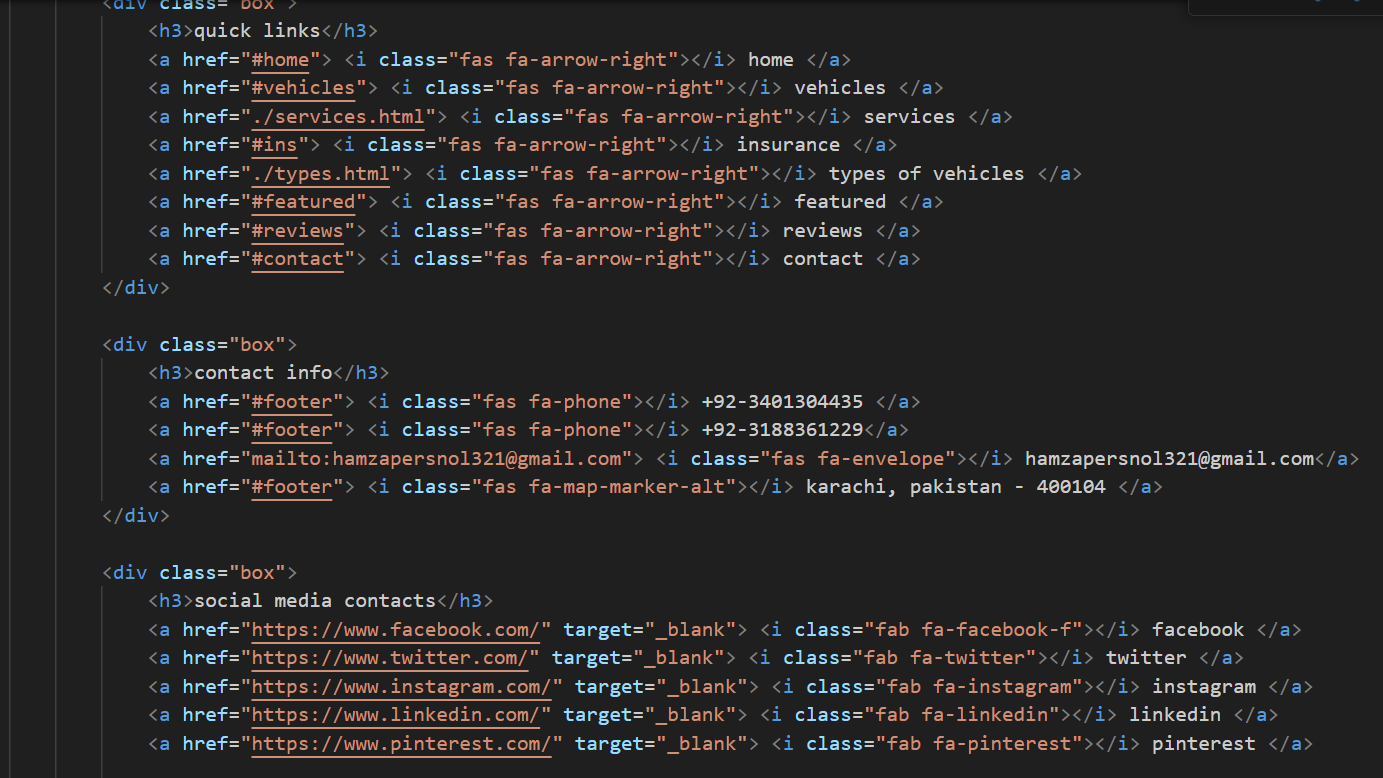 <div class="box">
<h3>quick links</h3>
<a href="#home"> <i class="fas fa-arrow-right"></i> home </a>
<a href="#vehicles"> <i class="fas fa-arrow-right"></i> vehicles </a>
<a href="./services.html"> <i class="fas fa-arrow-right"></i> services </a>
<a href="#ins"> <i class="fas fa-arrow-right"></i> insurance </a>
<a href="./types.html"> <i class="fas fa-arrow-right"></i> types of vehicles </a>
<a href="#featured"> <i class="fas fa-arrow-right"></i> featured </a>
<a href="#reviews"> <i class="fas fa-arrow-right"></i> reviews </a>
<a href="#contact"> <i class="fas fa-arrow-right"></i> contact </a>
</div>
<div class="box">
<h3>contact info</h3>
<a href="#footer"> <i class="fas fa-phone"></i> +92-3401304435 </a>
<a href="#footer"> <i class="fas fa-phone"></i> +92-3188361229</a>
<a href="mailto:hamzapersnol321@gmail.com"> <i class="fas fa-envelope"></i> hamzapersnol321@gmail.com</a>
<a href="#footer"> <i class="fas fa-map-marker-alt"></i> karachi, pakistan - 400104 </a>
</div>
<div class="box">
<h3>social media contacts</h3>
<a href="https://www.facebook.com/" target="_blank"> <i class="fab fa-facebook-f"></i> facebook </a>
<a href="https://www.twitter.com/" target="_blank"> <i class="fab fa-twitter"></i> twitter </a>
<a href="https://www.instagram.com/" target="_blank"> <i class="fab fa-instagram"></i> instagram </a>
<a href="https://www.linkedin.com/" target="_blank"> <i class="fab fa-linkedin"></i> linkedin </a>
<a href="https://www.pinterest.com/" target="_blank"> <i class="fab fa-pinterest"></i> pinterest </a>